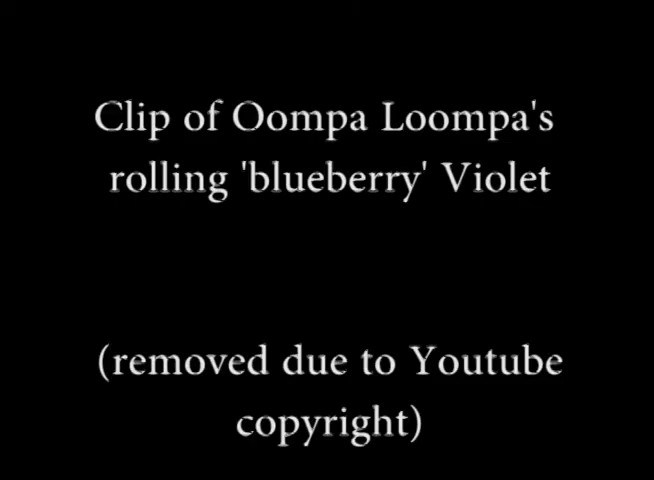 Clip of Oompa Loompa's
rolling 'blueberry' Violet
(removed due to Youtube
copyright)